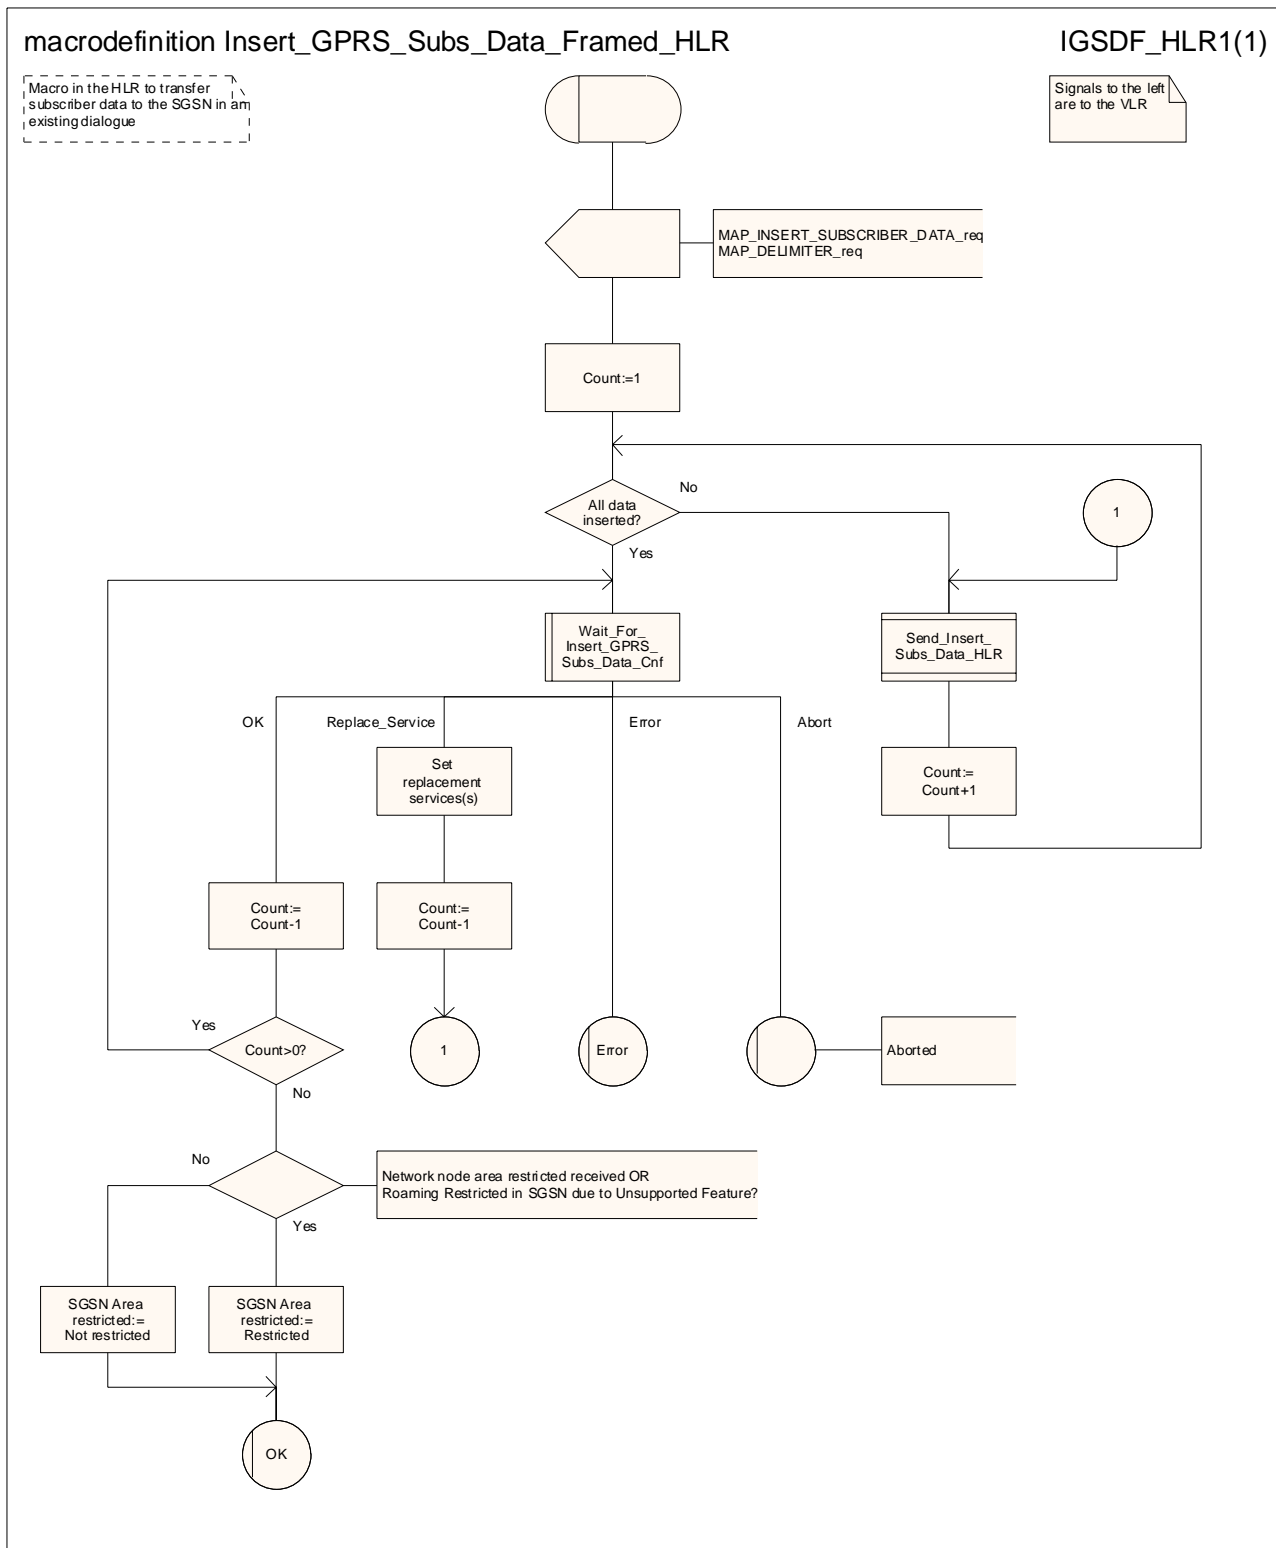 macrodefinition Insert_GPRS_Subs_Data_Framed_HLR
IGSDF_HLR1(1)
Macro in the HLR to transfer
subscriber data to the SGSN in an
existing dialogue
Signals to the left
are to the VLR
MAP_INSERT_SUBSCRIBER_DATA_req
MAP_DELIMITER_req
Count:=1
All data
inserted?
No
Yes
1
Wait_For_
Insert_GPRS_
Subs_Data_Cnf
Send_Insert_
Subs_Data_HLR
OK
Replace_Service
Error
Abort
Set
replacement
services(s)
Count:=
Count+1
Count:=
Count-1
Count:=
Count-1
Yes
Count>0?
No
1
Error
Aborted
No
Yes
Network node area restricted received OR
Roaming Restricted in SGSN due to Unsupported Feature?
SGSN Area
restricted:=
Not restricted
SGSN Area
restricted:=
Restricted
OK